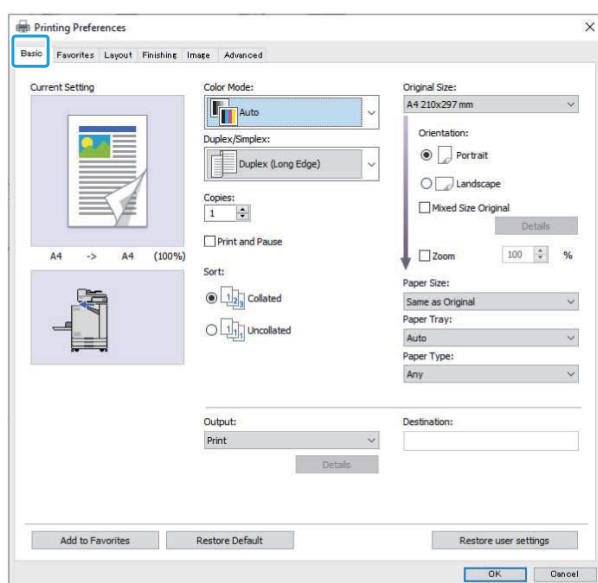 Printing Preferences
Basic Favorites Layout Finishing Image Advanced
Current Setting
A4 -> A4 (100%)
Color Mode:
Auto
Duplex/Simplex:
Duplex (Long Edge)
Copies:
1
Print and Pause
Sort:
Collated
Uncollated
Original Size:
A4 210x297 mm
Orientation:
Portrait
Landscape
Mixed Size Original
Details
Zoom 100 %
Paper Size:
Same as Original
Paper Tray:
Auto
Paper Type:
Any
Output:
Print
Details
Destination:
Add to Favorites Restore Default Restore user settings
OK Cancel